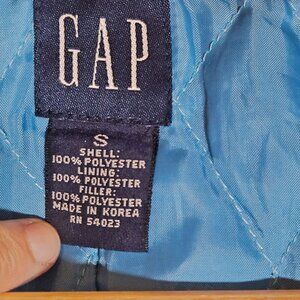 GAP
S
SHELL:
100% POLYESTER
LINING:
100% POLYESTER
FILLER:
100% POLYESTER
MADE IN KOREA
RN 54023